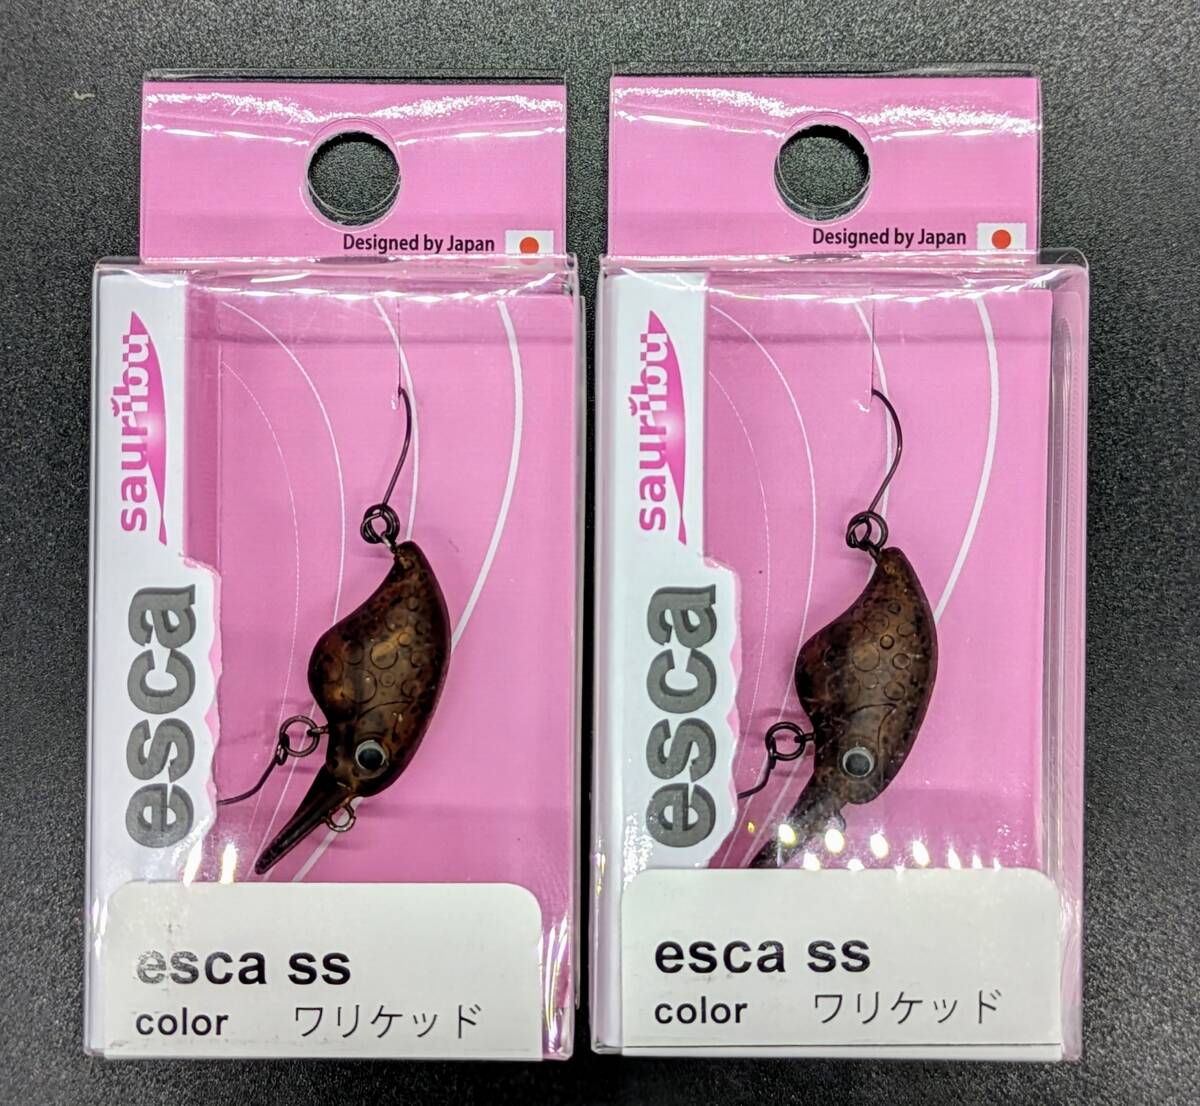 Designed by Japan
sauribu
esca
esca ss
color ワリケッド
Designed by Japan
sauribu
esca
esca ss
color ワリケッド